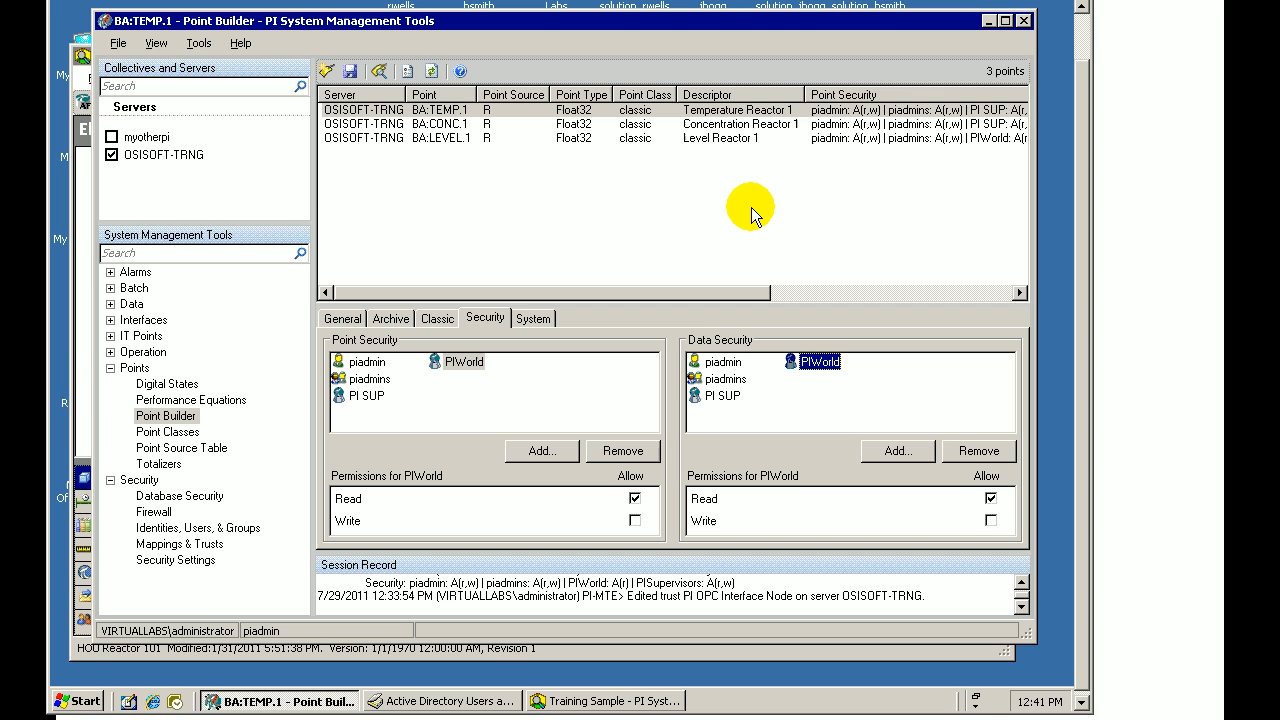 rwells hsmith Labs solution_rwells jhogg solution_jhogg_hsmith
BA:TEMP.1 - Point Builder - PI System Management Tools
File View Tools Help
Collectives and Servers
Search
Servers
myotherpi
OSISOFT-TRNG
3 points
Server Point Point Source Point Type Point Class Descriptor Point Security
OSISOFT-TRNG BA:TEMP.1 R Float32 classic Temperature Reactor 1 piadmin: A(r,w) | piadmins: A(r,w) | PI SUP: A(r,
OSISOFT-TRNG BA:CONC.1 R Float32 classic Concentration Reactor 1 piadmin: A(r,w) | piadmins: A(r,w) | PI SUP: A(r,
OSISOFT-TRNG BA:LEVEL.1 R Float32 classic Level Reactor 1 piadmin: A(r,w) | piadmins: A(r,w) | PIWorld: A(r
System Management Tools
Search
Alarms
Batch
Data
Interfaces
IT Points
Operation
Points
Digital States
Performance Equations
Point Builder
Point Classes
Point Source Table
Totalizers
Security
Database Security
Firewall
Identities, Users, & Groups
Mappings & Trusts
Security Settings
General Archive Classic Security System
Point Security
piadmin PIWorld
piadmins
PI SUP
Add... Remove
Permissions for PIWorld Allow
Read
Write
Data Security
piadmin PIWorld
piadmins
PI SUP
Add... Remove
Permissions for PIWorld Allow
Read
Write
Session Record
Security: piadmin: A(r,w) | piadmins: A(r,w) | PIWorld: A(r) | PISupervisors: A(r,w)
7/29/2011 12:33:54 PM (VIRTUALLABS\administrator) PI-MTE> Edited trust PI OPC Interface Node on server OSISOFT-TRNG.
VIRTUALLABS\administrator piadmin
HOU Reactor 101 Modified:1/31/2011 5:51:38 PM. Version: 1/1/1970 12:00:00 AM, Revision 1
My
M
My
R
Of
El
Start BA:TEMP.1 - Point Buil... Active Directory Users a... Training Sample - PI Syst... 12:41 PM